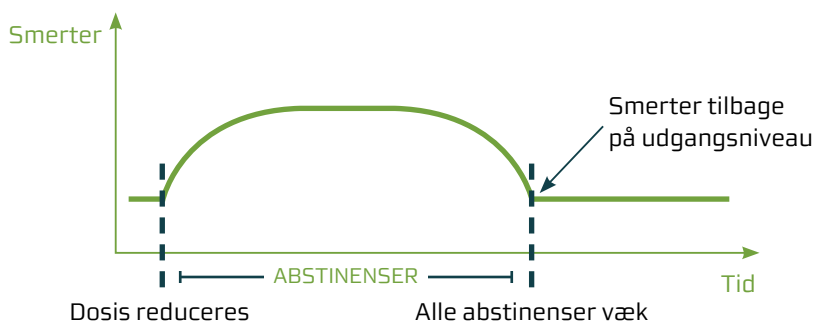 Smerter
Smerter tilbage
på udgangsniveau
ABSTINENSER
Tid
Dosis reduceres
Alle abstinenser væk